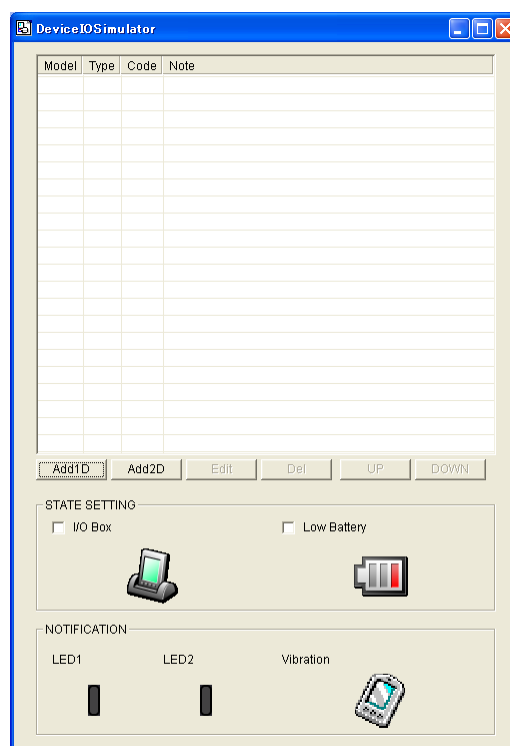 DeviceIOSimulator
Model Type Code Note
Add1D Add2D Edit Del UP DOWN
STATE SETTING
I/O Box Low Battery
NOTIFICATION
LED1 LED2 Vibration